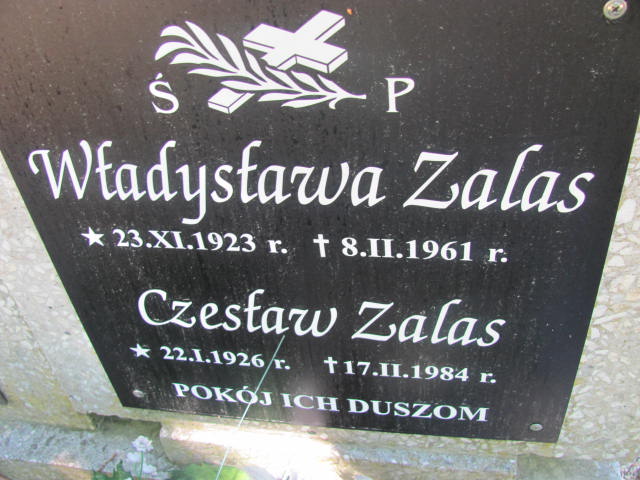 Ś P
Władysława Zalas
★ 23.XI.1923 r. ✝ 8.II.1961 r.
Czesław Zalas
★ 22.I.1926 r. ✝ 17.II.1984 r.
POKÓJ ICH DUSZOM